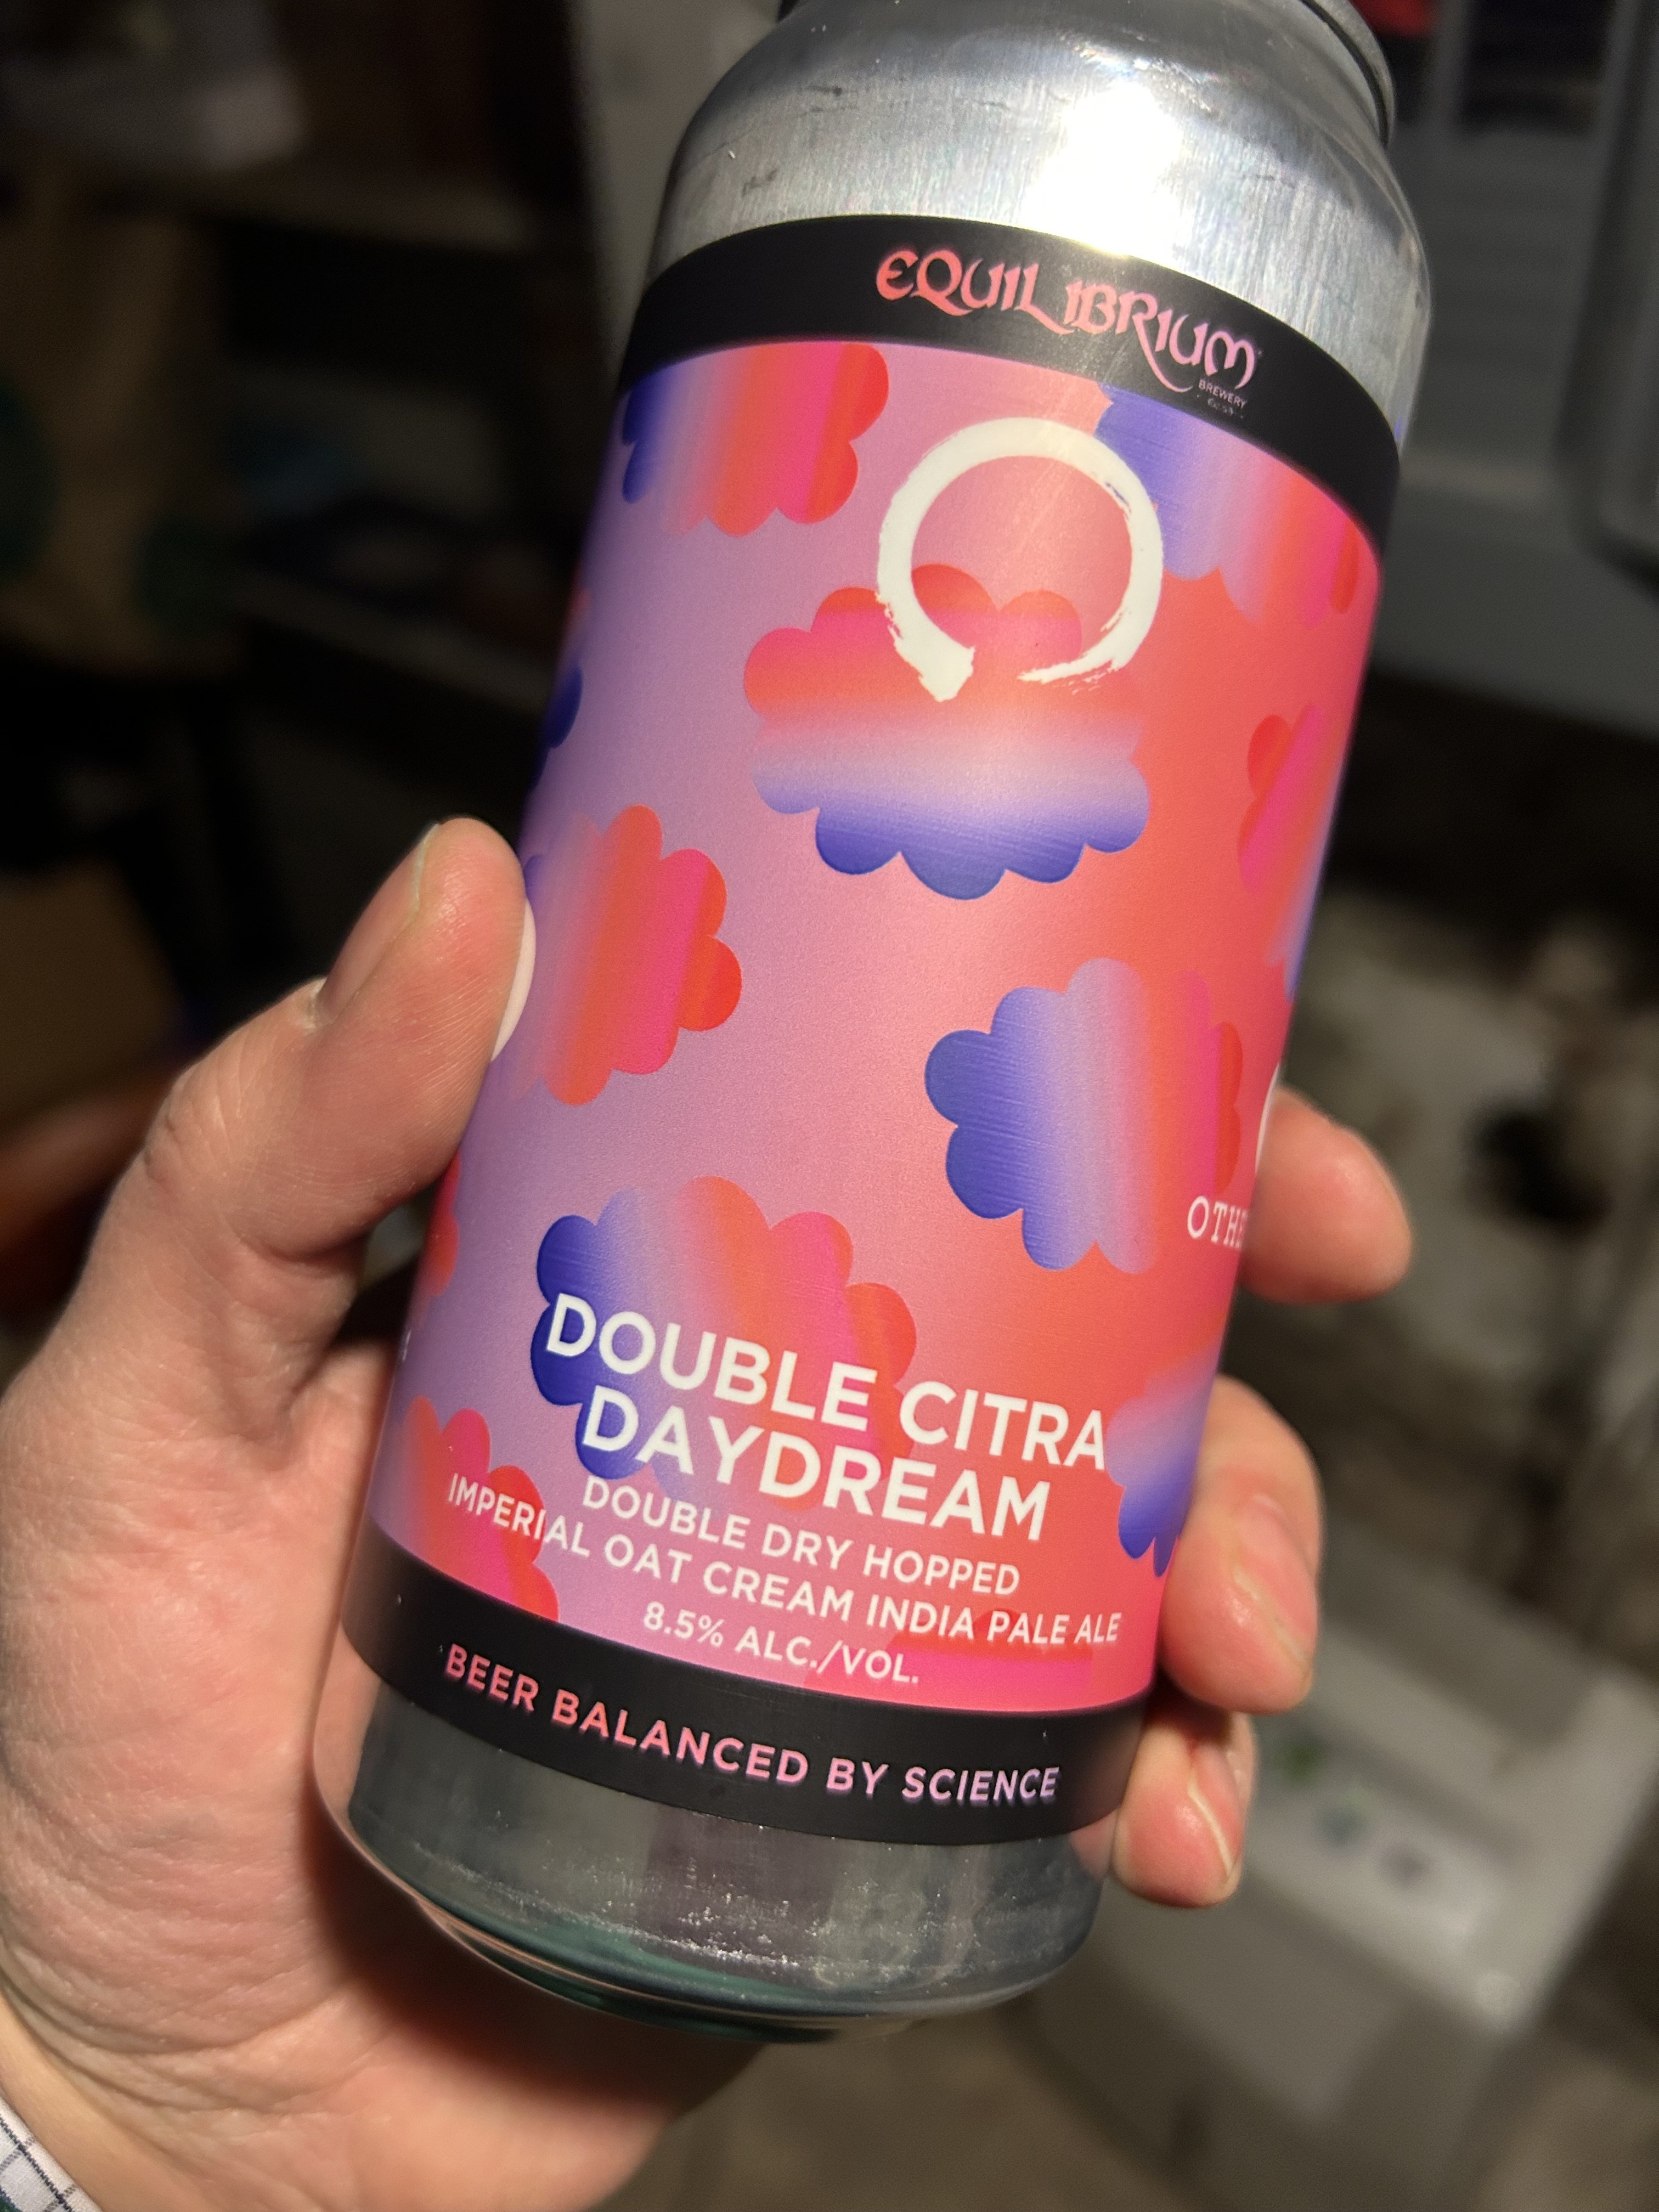 EQUILIBRIUM
BREWERY
OTHE
DOUBLE CITRA
DAYDREAM
DOUBLE DRY HOPPED
IMPERIAL OAT CREAM INDIA PALE ALE
8.5% ALC./VOL.
BEER BALANCED BY SCIENCE